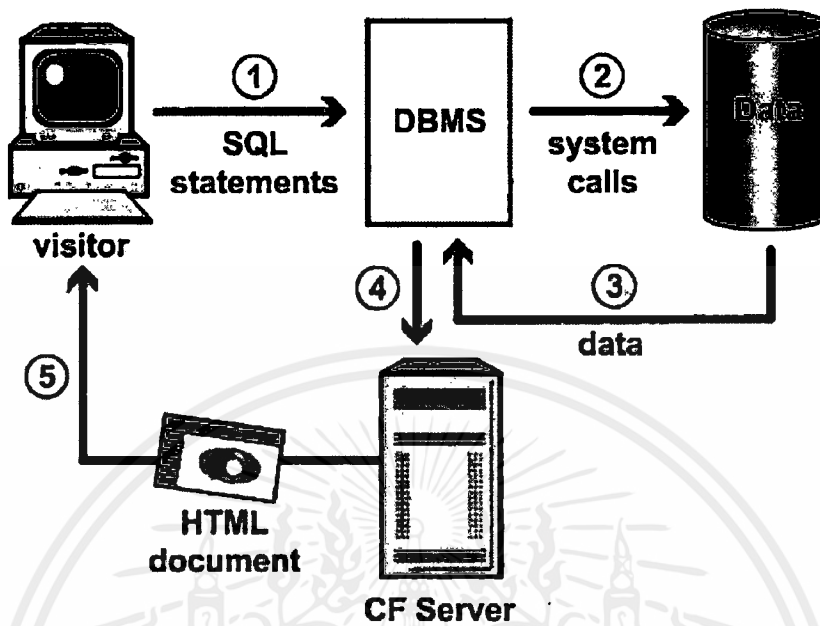 ①
SQL
statements
visitor
DBMS
②
system
calls
Data
③
data
④
⑤
HTML
document
CF Server